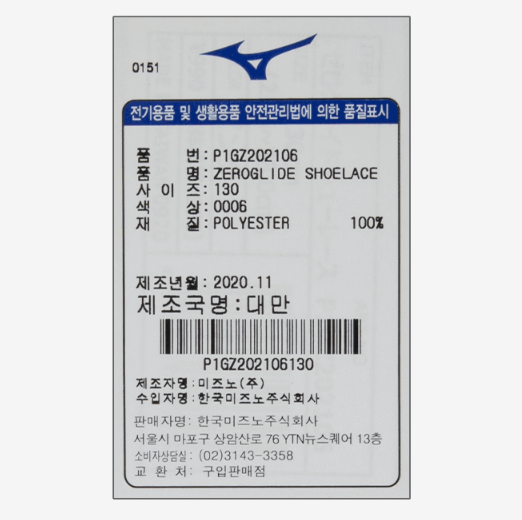 0151
전기용품 및 생활용품 안전관리법에 의한 품질표시
품 번:P1GZ202106
품 명:ZEROGLIDE SHOELACE
사 이 즈:130
색 상:0006
재 질:POLYESTER 100%
제조년월:2020.11
제조국명:대만
P1GZ202106130
제조자명:미즈노(주)
수입자명:한국미즈노주식회사
판매자명: 한국미즈노주식회사
서울시 마포구 상암산로 76 YTN뉴스퀘어 13층
소비자상담실: (02)3143-3358
교 환 처: 구입판매점